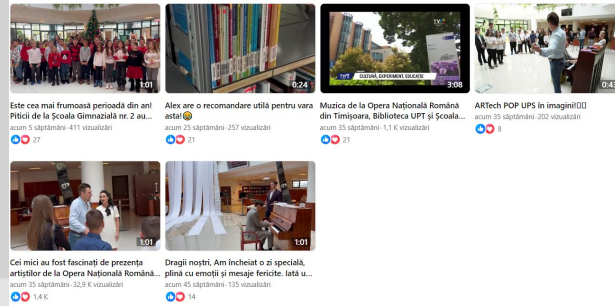 1:01
0:24
TVR
CULTURĂ, EXPERIMENT, EDUCAȚIE
3:08
0:43
Este cea mai frumoasă perioadă din an!
Piticii de la Școala Gimnazială nr. 2 au...
acum 5 săptămâni · 411 vizualizări
27
Alex are o recomandare utilă pentru vara
asta!😄
acum 25 săptămâni · 257 vizualizări
21
Muzica de la Opera Națională Română
din Timișoara, Biblioteca UPT și Școala...
acum 35 săptămâni · 1,1 K vizualizări
21
ARTech POP UPS în imagini!
acum 35 săptămâni · 202 vizualizări
8
1:01
1:01
Cei mici au fost fascinați de prezența
artiștilor de la Opera Națională Română...
acum 35 săptămâni · 32,9 K vizualizări
1,4 K
Dragii noștri, Am încheiat o zi specială,
plină cu emoții și mesaje fericite. Iată u...
acum 45 săptămâni · 135 vizualizări
14